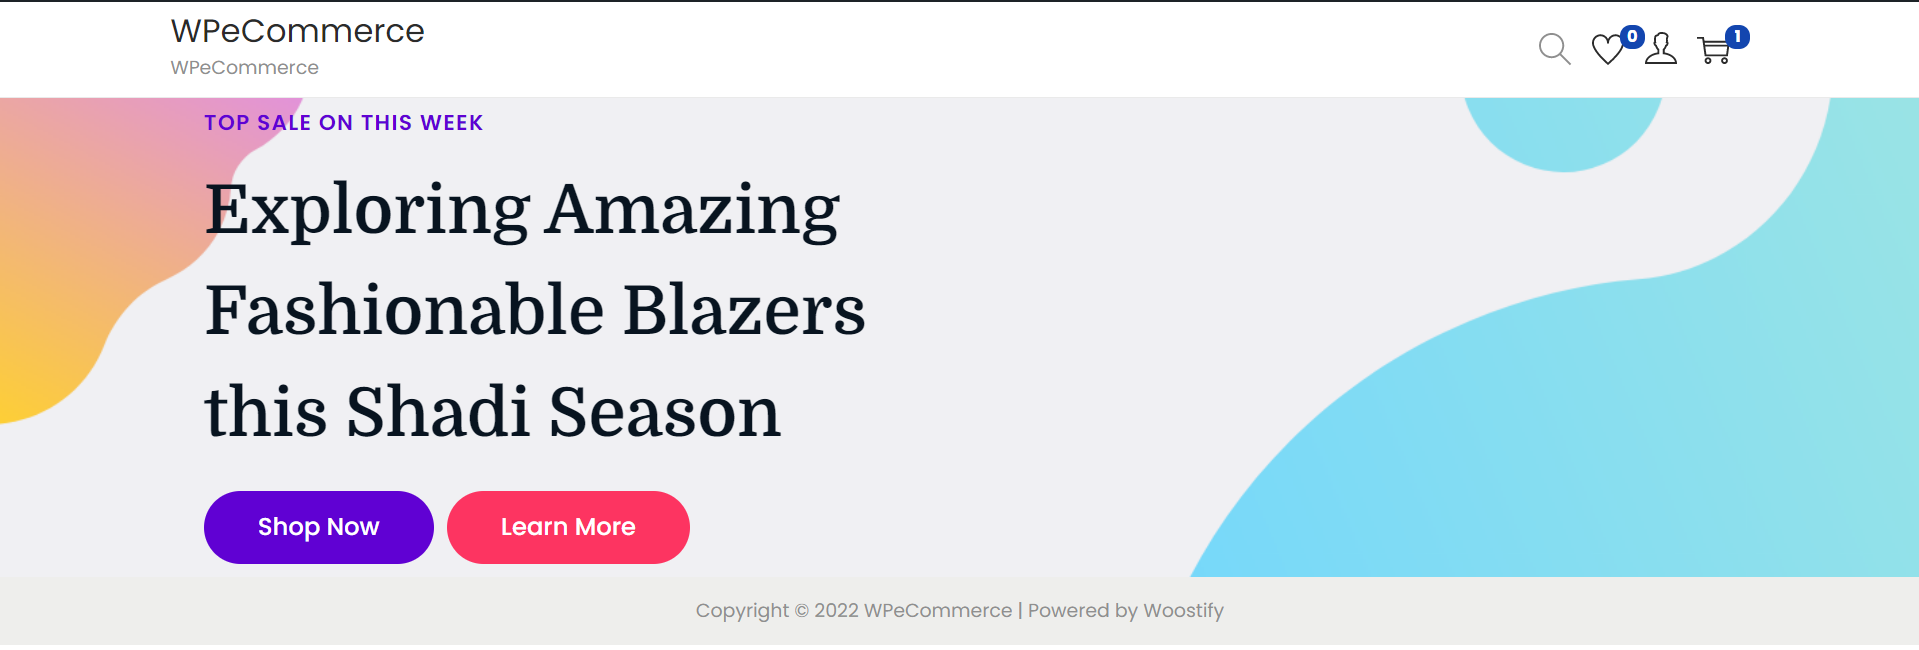 WPeCommerce
WPeCommerce
0
1
TOP SALE ON THIS WEEK
Exploring Amazing
Fashionable Blazers
this Shadi Season
Shop Now
Learn More
Copyright © 2022 WPeCommerce | Powered by Woostify